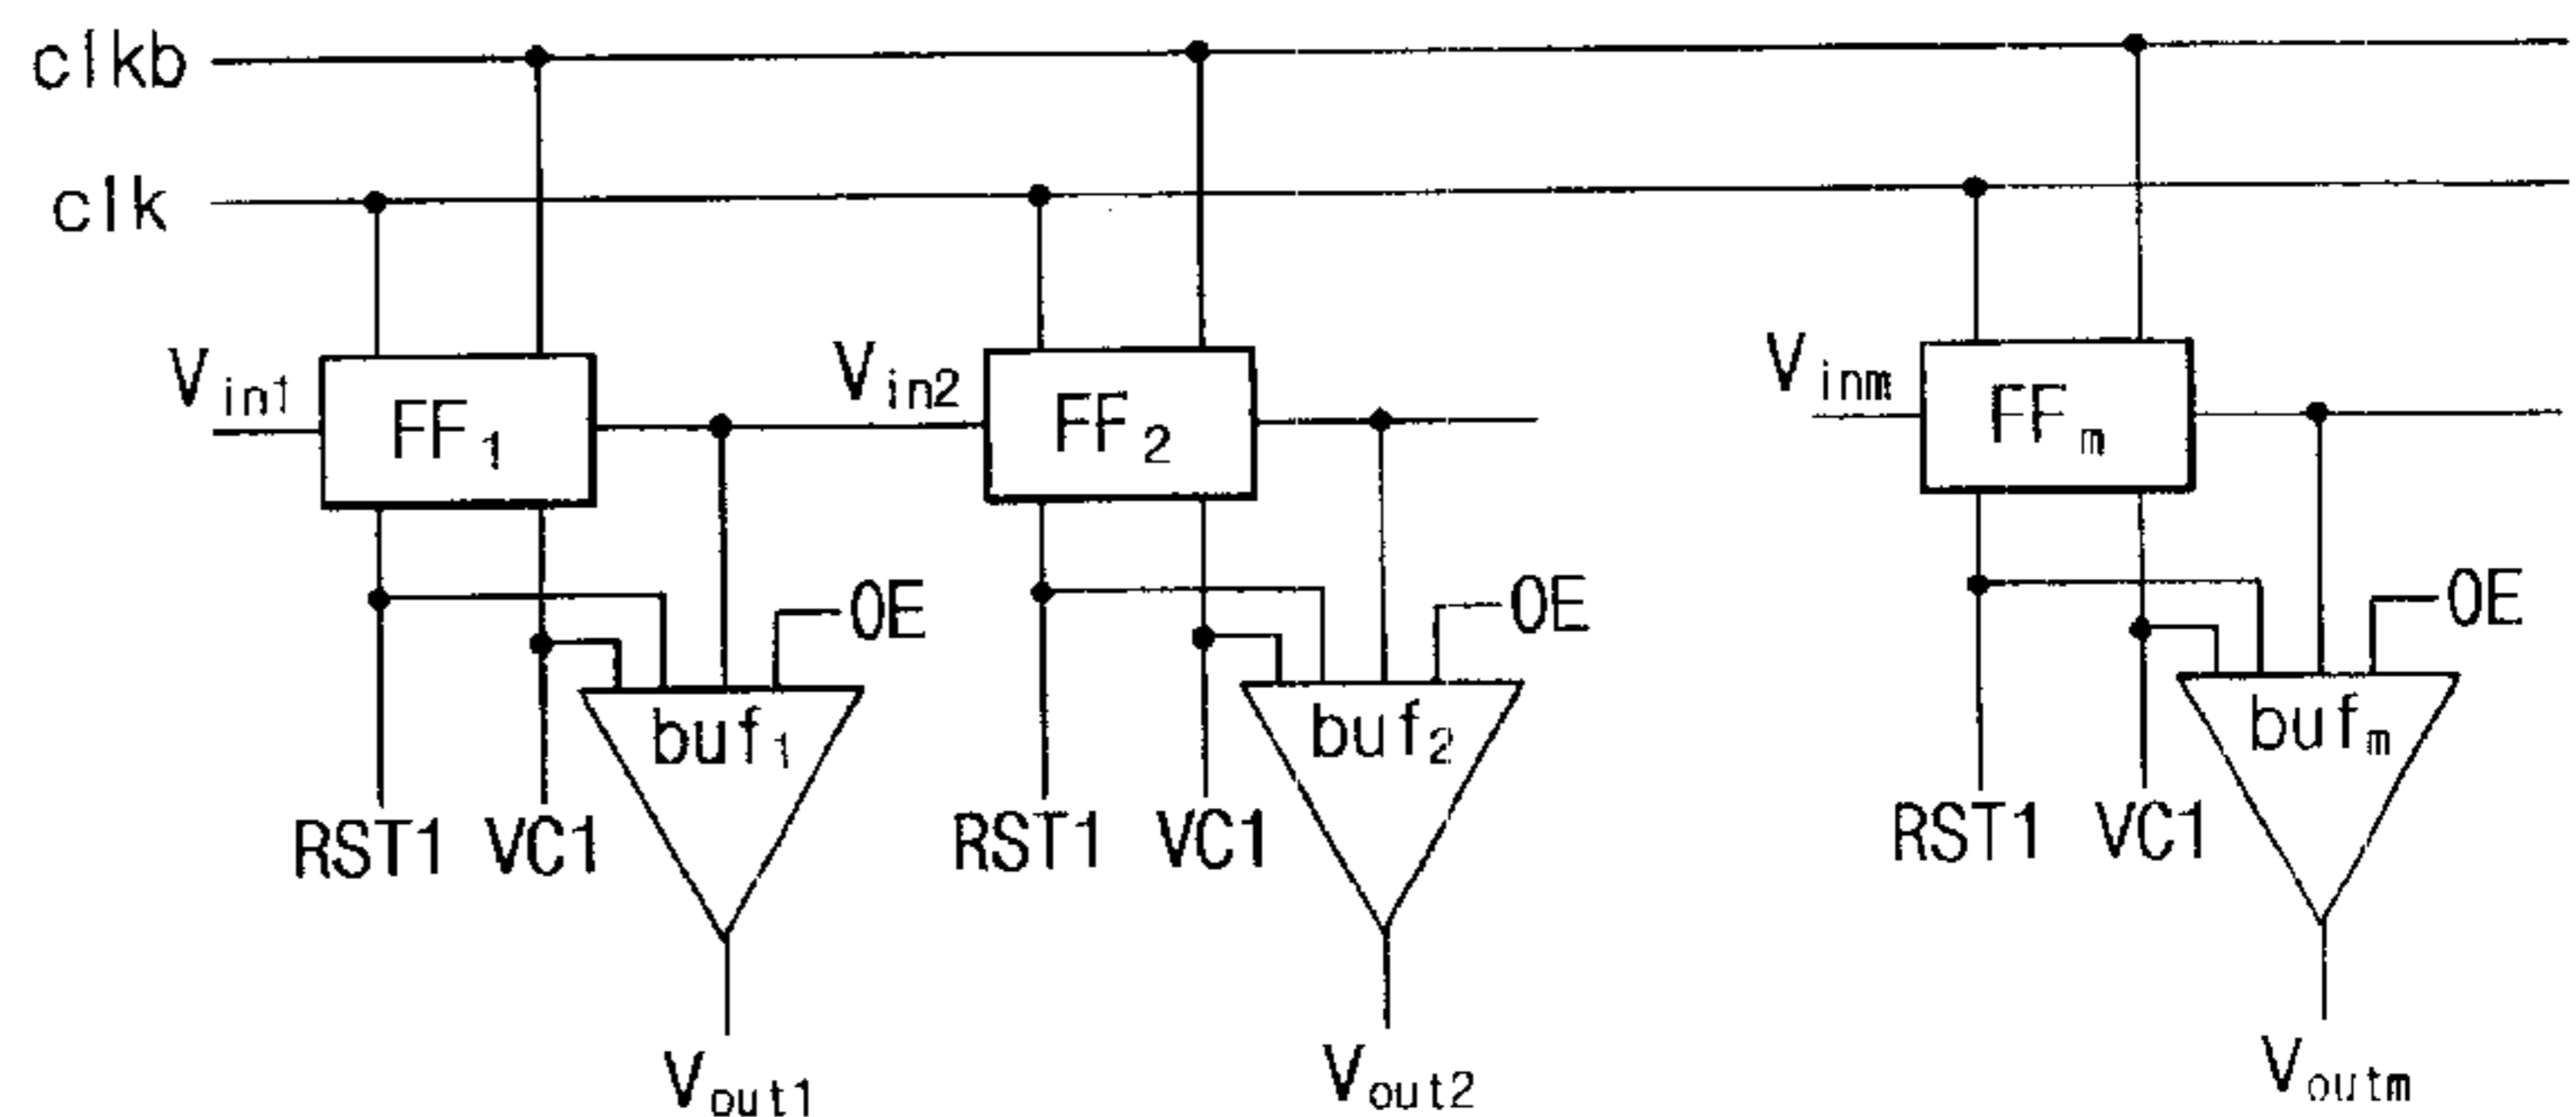 clkb
clk
Vin1
FF1
Vin2
FF2
Vinm
FFm
OE
OE
OE
buf1
buf2
bufm
RST1
VC1
RST1
VC1
RST1
VC1
Vout1
Vout2
Voutm